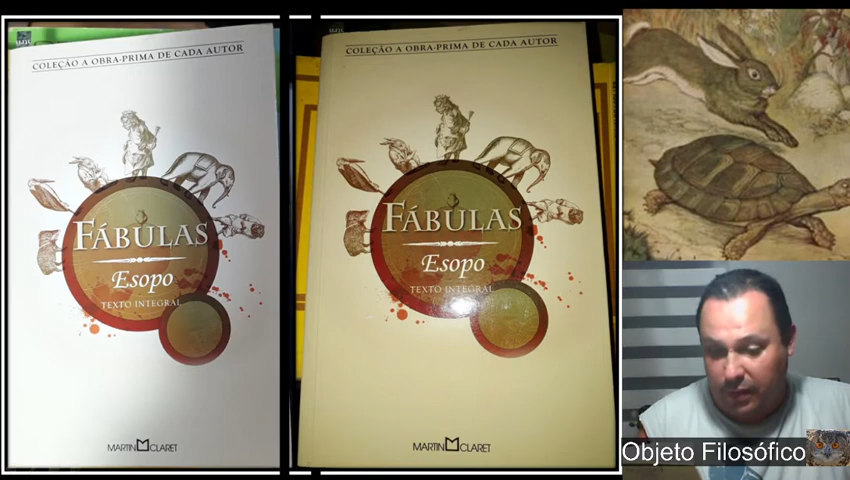 COLEÇÃO A OBRA-PRIMA DE CADA AUTOR
FÁBULAS
Esopo
TEXTO INTEGRAL
MARTIN CLARET
COLEÇÃO A OBRA-PRIMA DE CADA AUTOR
FÁBULAS
Esopo
TEXTO INTEGRAL
MARTIN CLARET
Objeto Filosófico